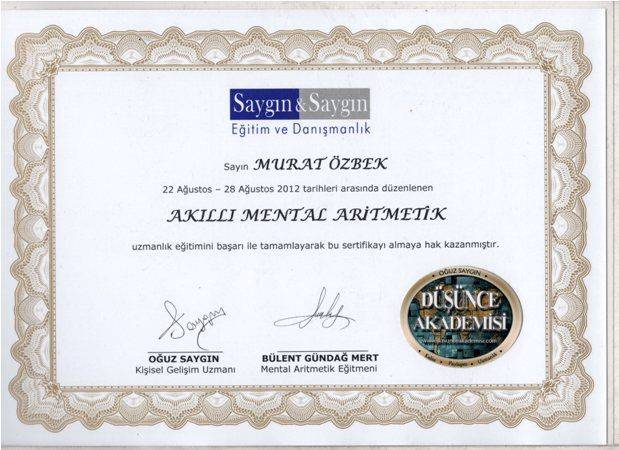 Saygın & Saygın
Eğitim ve Danışmanlık
Sayın MURAT ÖZBEK
22 Ağustos – 28 Ağustos 2012 tarihleri arasında düzenlenen
AKILLI MENTAL ARİTMETİK
uzmanlık eğitimini başarı ile tamamlayarak bu sertifikayı almaya hak kazanmıştır.
OĞUZ SAYGIN
DÜŞÜNCE
AKADEMİSİ
OĞUZ SAYGIN
Kişisel Gelişim Uzmanı
BÜLENT GÜNDAĞ MERT
Mental Aritmetik Eğitmeni